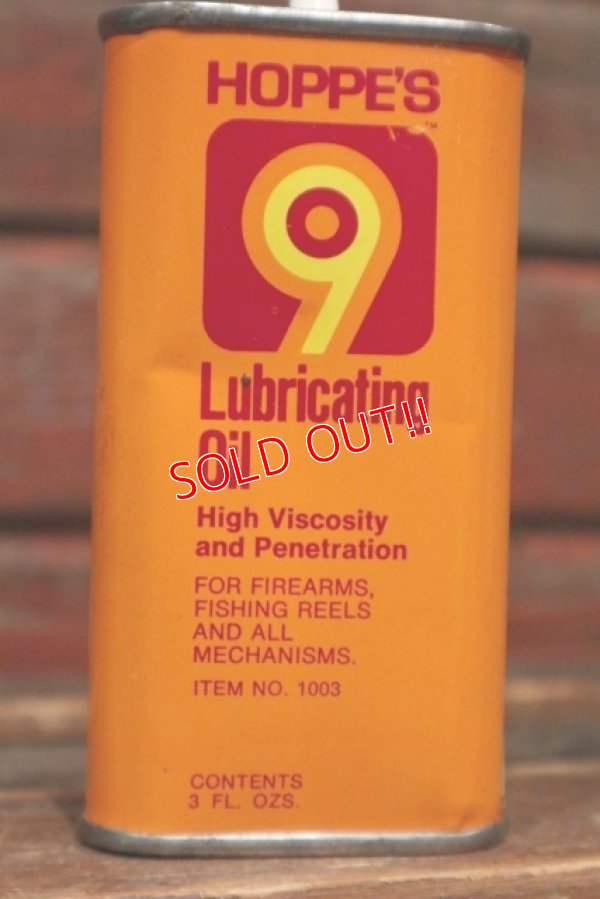 HOPPE'S
™
9
Lubricating
Oil
SOLD OUT!!
High Viscosity
and Penetration
FOR FIREARMS,
FISHING REELS
AND ALL
MECHANISMS.
ITEM NO. 1003
CONTENTS
3 FL. OZS.